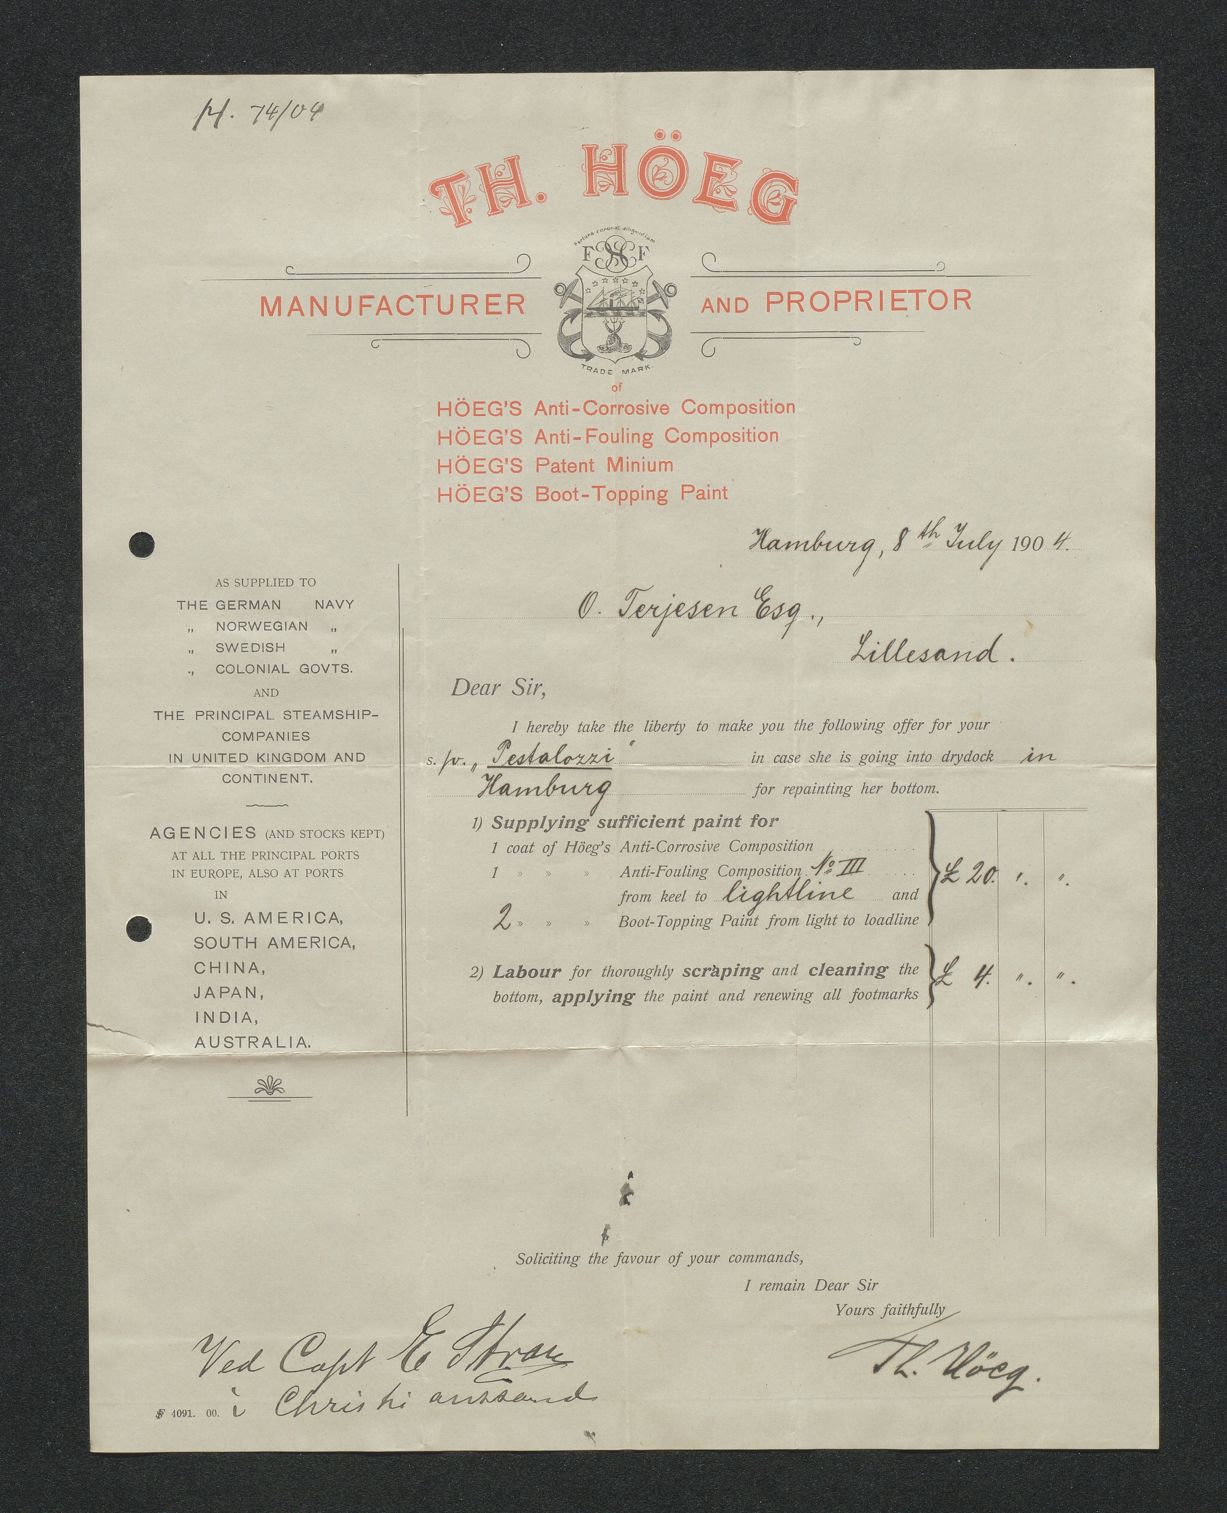 H. 74/04
TH. HÖEG
Fortuna coronat
F H F
MANUFACTURER AND PROPRIETOR
TRADE MARK.
of
HÖEG'S Anti-Corrosive Composition
HÖEG'S Anti-Fouling Composition
HÖEG'S Patent Minium
HÖEG'S Boot-Topping Paint
Hamburg, 8th July 1904.
AS SUPPLIED TO
THE GERMAN NAVY
„ NORWEGIAN „
„ SWEDISH „
„ COLONIAL GOVTS.
AND
THE PRINCIPAL STEAMSHIP-
COMPANIES
IN UNITED KINGDOM AND
CONTINENT.
AGENCIES (AND STOCKS KEPT)
AT ALL THE PRINCIPAL PORTS
IN EUROPE, ALSO AT PORTS
IN
U. S. AMERICA,
SOUTH AMERICA,
CHINA,
JAPAN,
INDIA,
AUSTRALIA.
O. Terjesen Esq.,
Lillesand.
Dear Sir,
I hereby take the liberty to make you the following offer for your
s. „Pestalozzi“ in case she is going into drydock in
Hamburg for repainting her bottom.
1) Supplying sufficient paint for
1 coat of Höeg's Anti-Corrosive Composition
1 » » » Anti-Fouling Composition No III £ 20. ". ".
from keel to lightline and
2 » » » Boot-Topping Paint from light to loadline
2) Labour for thoroughly scraping and cleaning the £ 4. ". ".
bottom, applying the paint and renewing all footmarks
Soliciting the favour of your commands,
I remain Dear Sir
Yours faithfully
Th. Höeg.
Ved Capt E
i Christianssand
F 4091. 00.